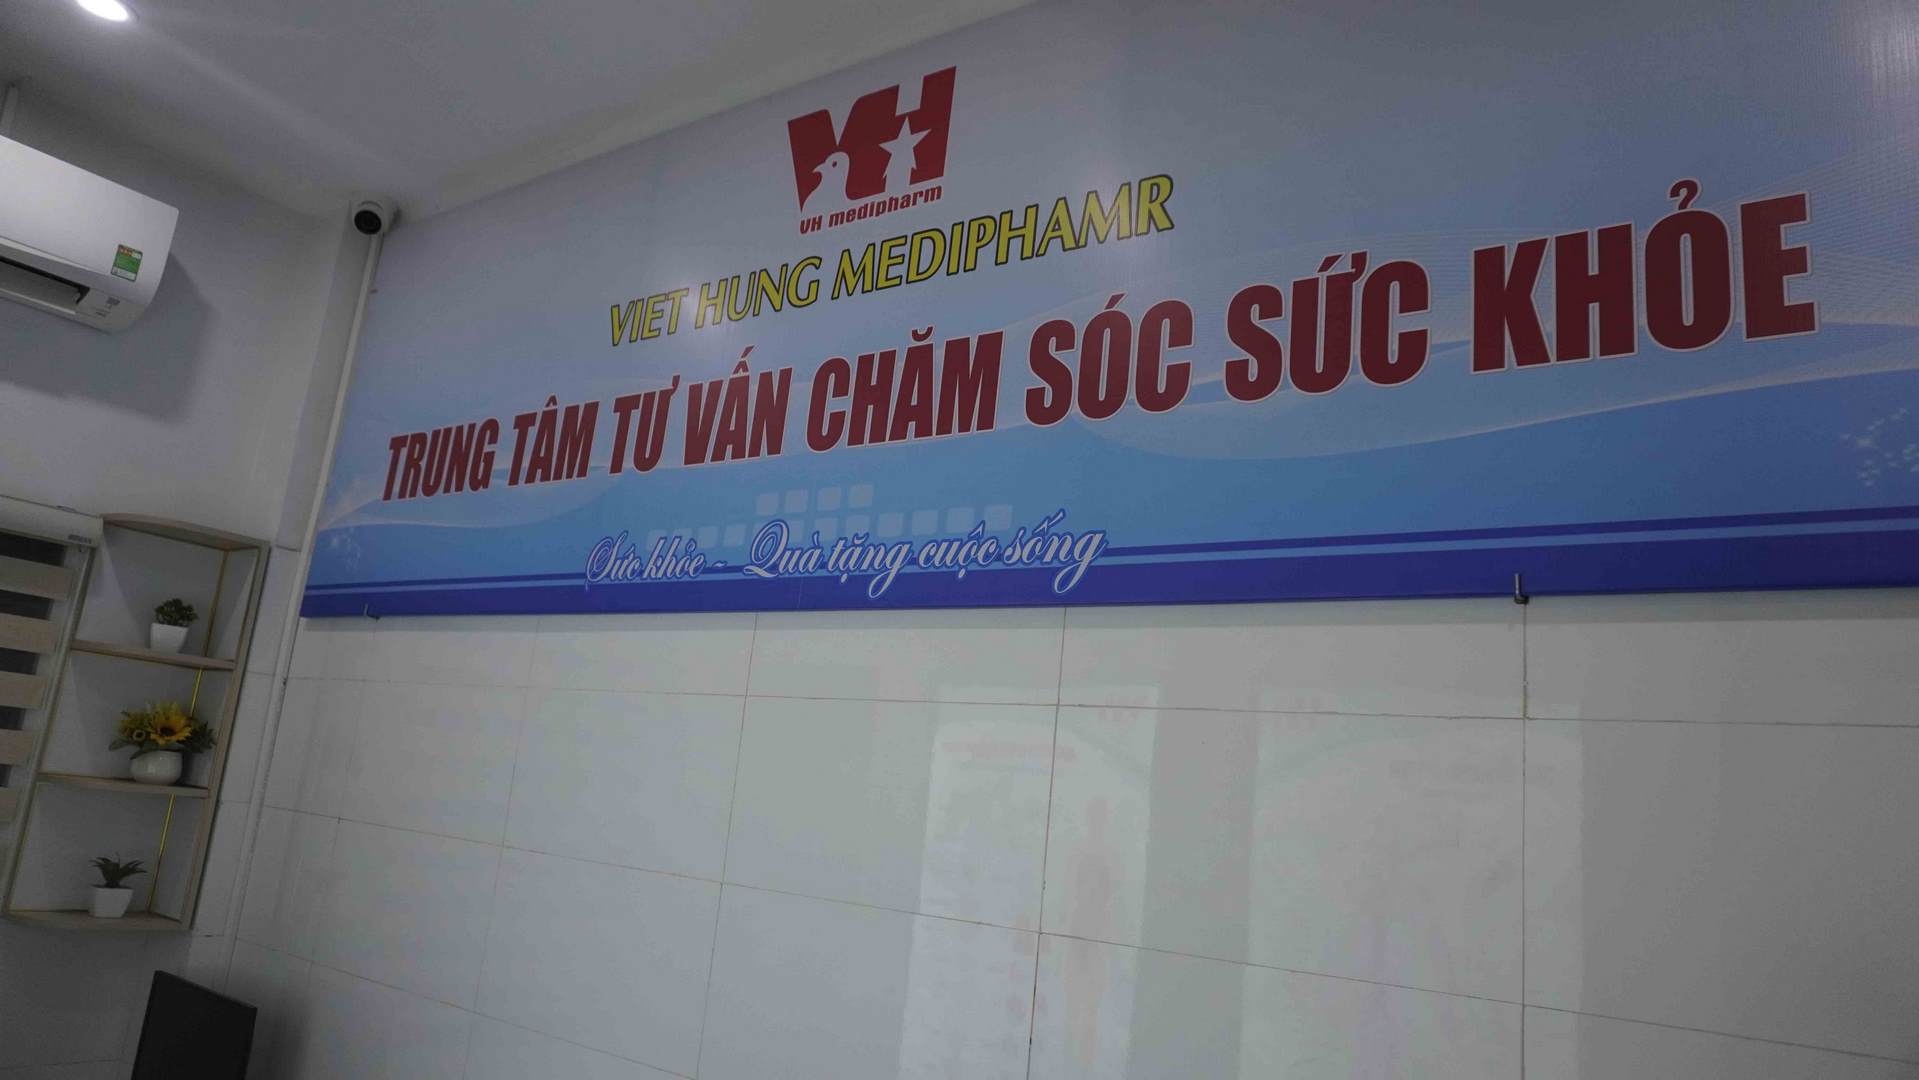 VH
VH medipharm
VIET HUNG MEDIPHAMR
TRUNG TÂM TƯ VẤN CHĂM SÓC SỨC KHỎE
Sức khỏe - Quà tặng cuộc sống